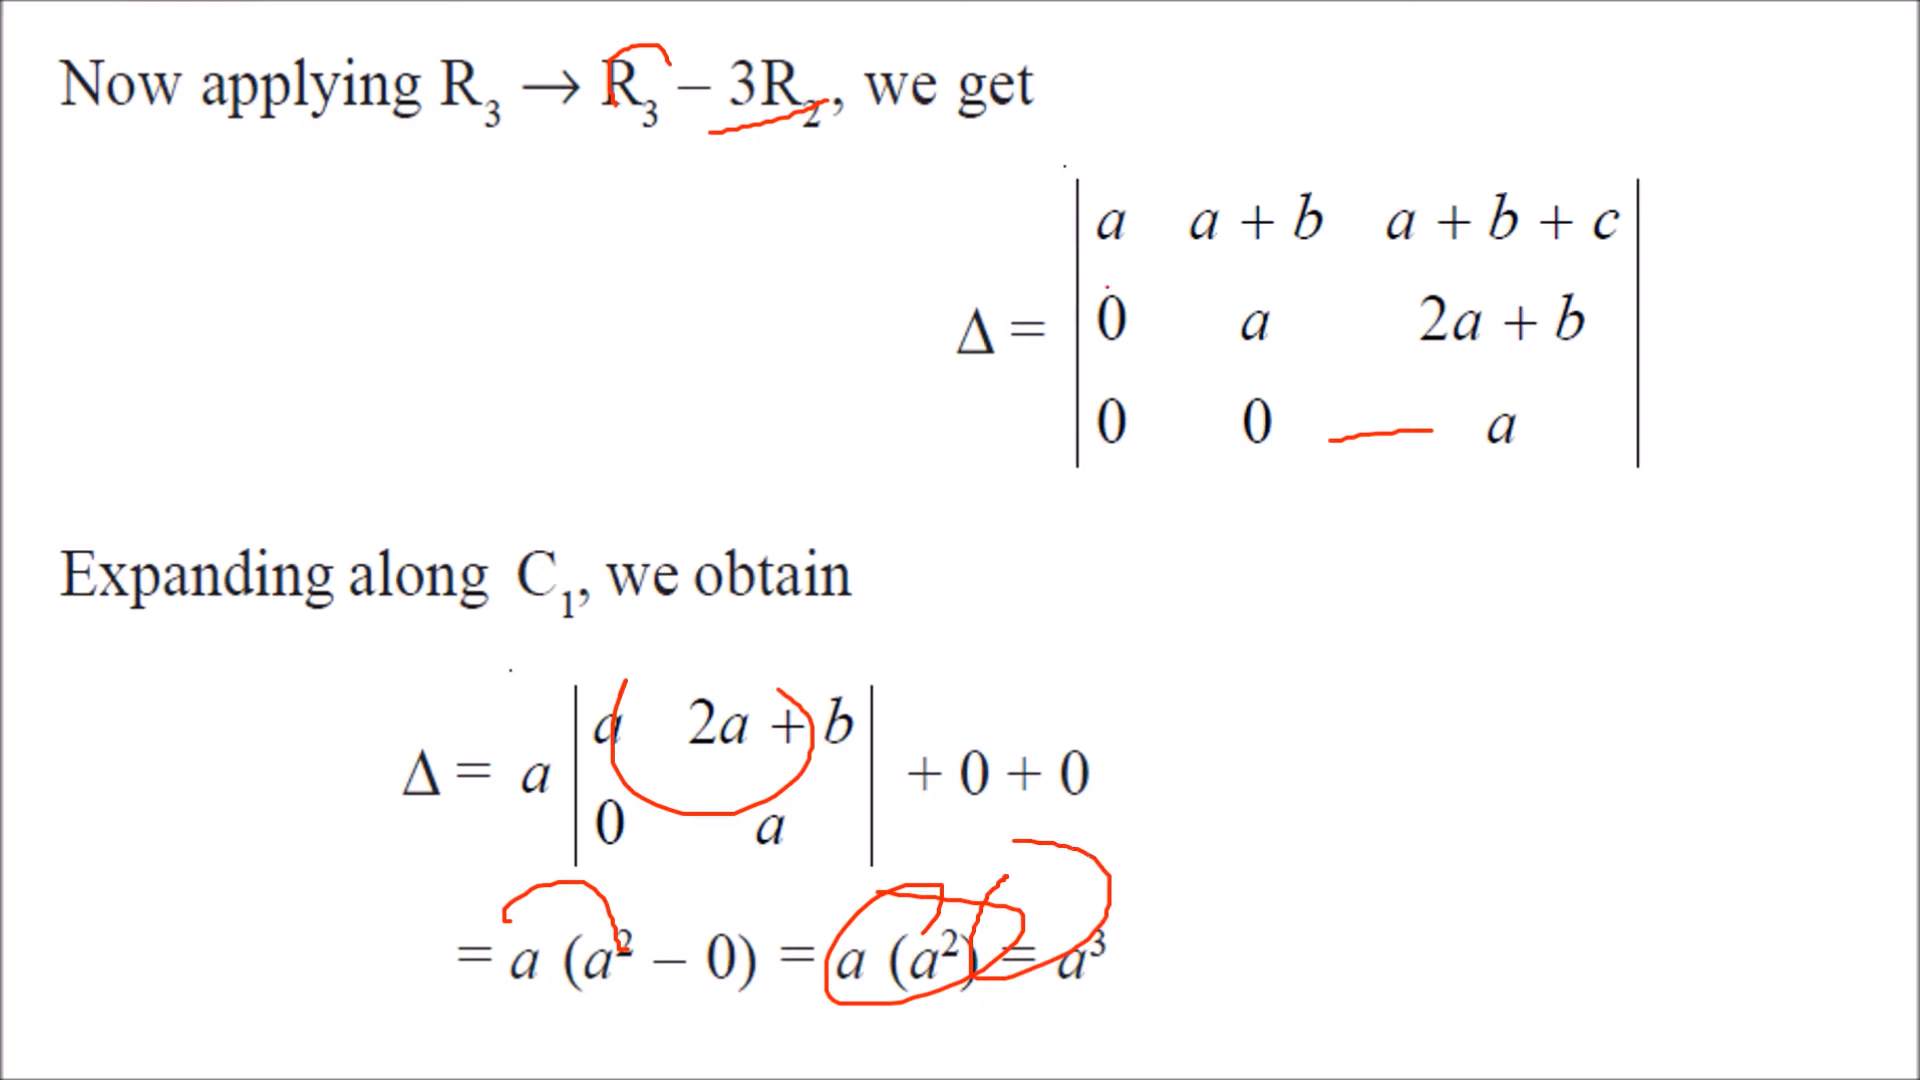 Now applying R₃ → R₃ – 3R₂, we get
a a + b a + b + c
Δ = 0 a 2a + b
0 0 a
Expanding along C₁, we obtain
Δ = a | a 2a + b | + 0 + 0
0 a
= a (a² – 0) = a (a²) = a³